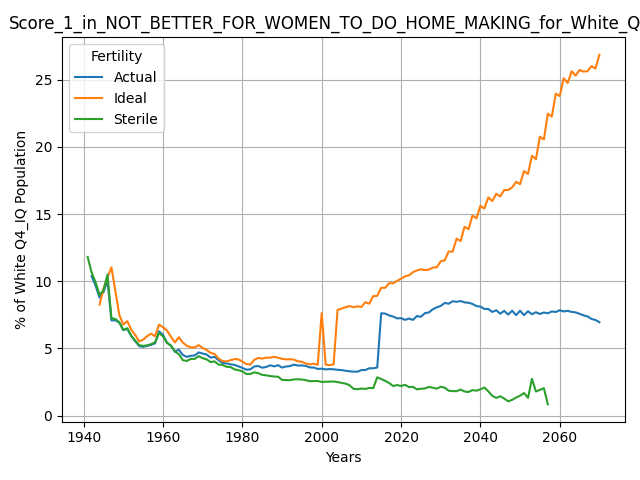 Score_1_in_NOT_BETTER_FOR_WOMEN_TO_DO_HOME_MAKING_for_White_Q
Fertility
Actual
Ideal
Sterile
% of White Q4_IQ Population
25
20
15
10
5
0
1940 1960 1980 2000 2020 2040 2060
Years